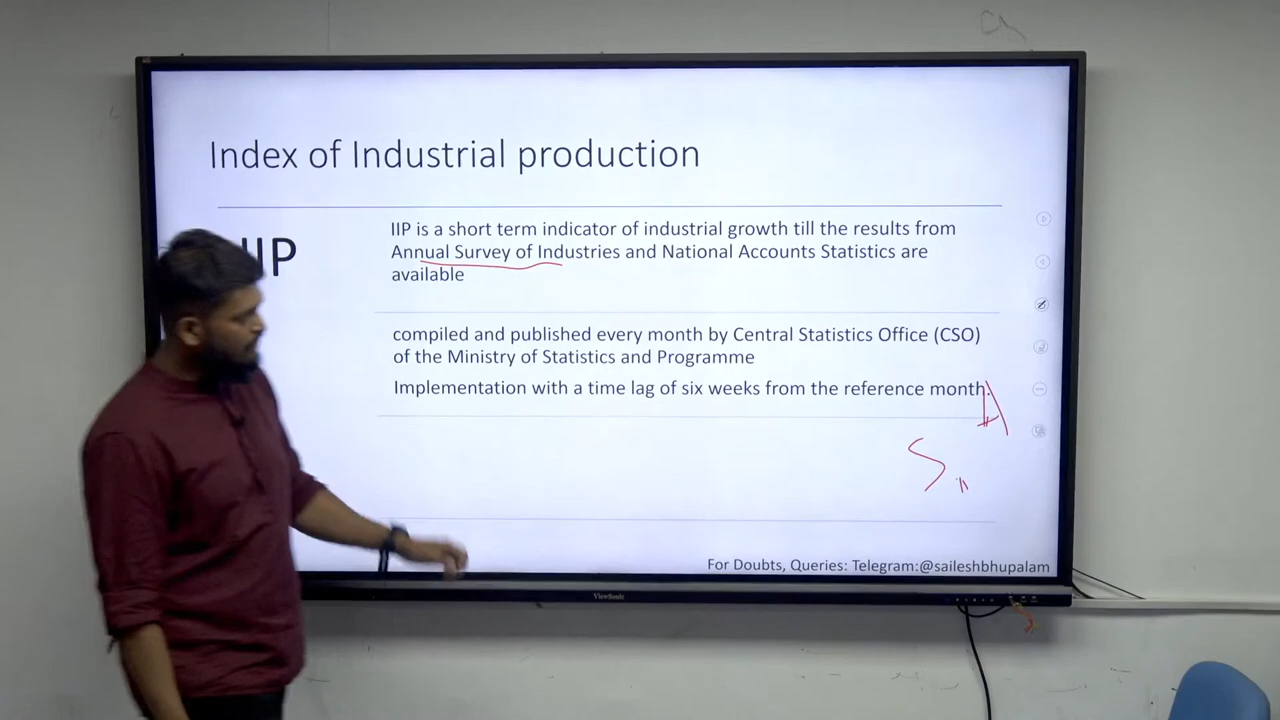 Index of Industrial production
IIP
IIP is a short term indicator of industrial growth till the results from
Annual Survey of Industries and National Accounts Statistics are
available
compiled and published every month by Central Statistics Office (CSO)
of the Ministry of Statistics and Programme
Implementation with a time lag of six weeks from the reference month.
For Doubts, Queries: Telegram:@saileshbhupalam
ViewSonic